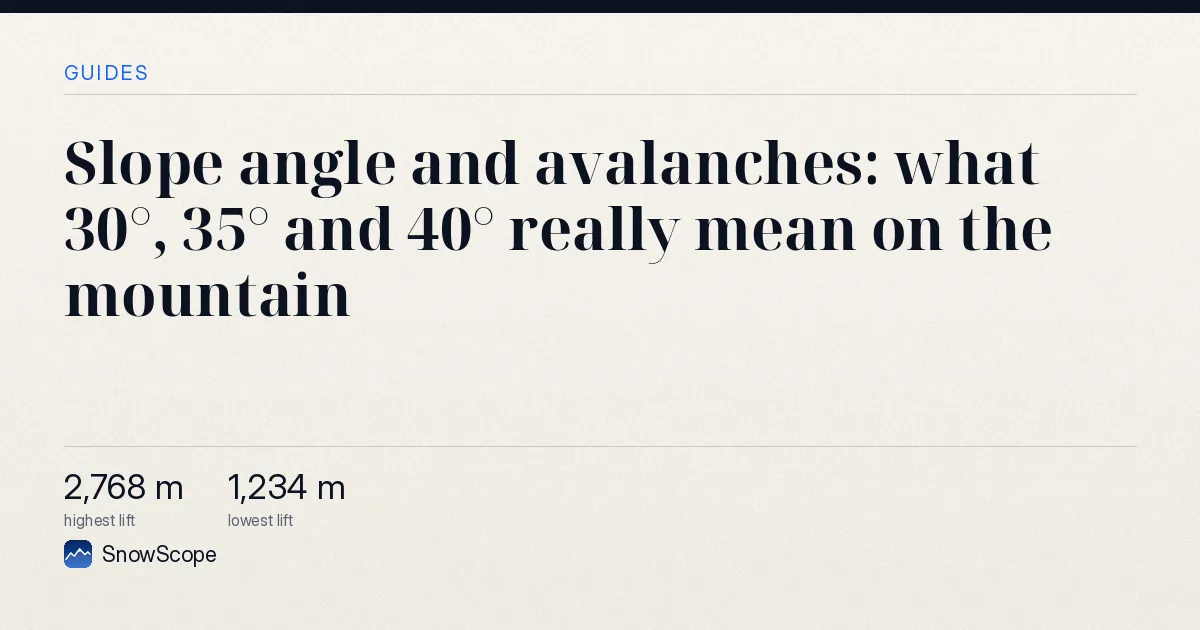 GUIDES
Slope angle and avalanches: what
30°, 35° and 40° really mean on the
mountain
2,768 m 1,234 m
highest lift lowest lift
SnowScope